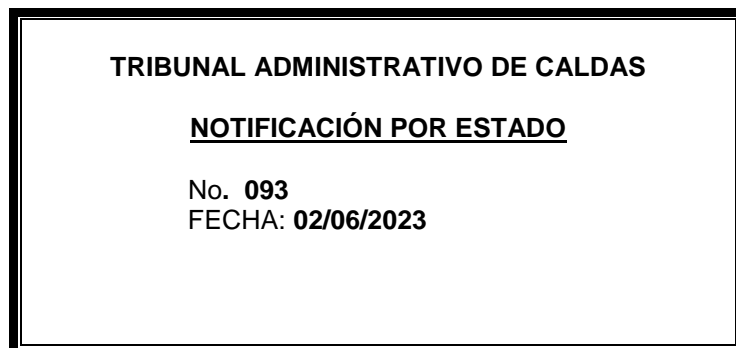 TRIBUNAL ADMINISTRATIVO DE CALDAS
NOTIFICACIÓN POR ESTADO
No. 093
FECHA: 02/06/2023